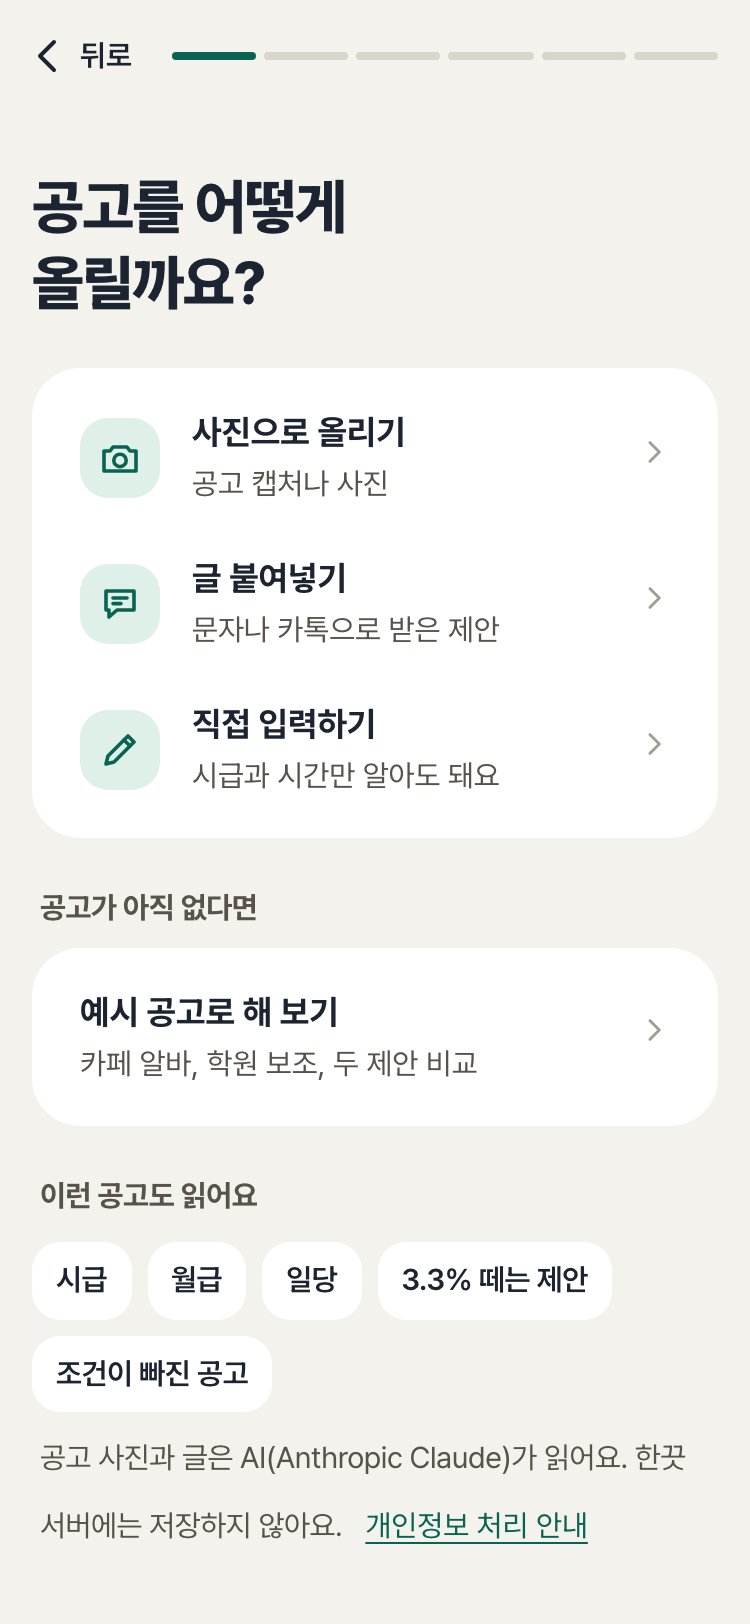 뒤로
공고를 어떻게
올릴까요?
사진으로 올리기
공고 캡처나 사진
글 붙여넣기
문자나 카톡으로 받은 제안
직접 입력하기
시급과 시간만 알아도 돼요
공고가 아직 없다면
예시 공고로 해 보기
카페 알바, 학원 보조, 두 제안 비교
이런 공고도 읽어요
시급 월급 일당 3.3% 떼는 제안
조건이 빠진 공고
공고 사진과 글은 AI(Anthropic Claude)가 읽어요. 한끗
서버에는 저장하지 않아요. 개인정보 처리 안내